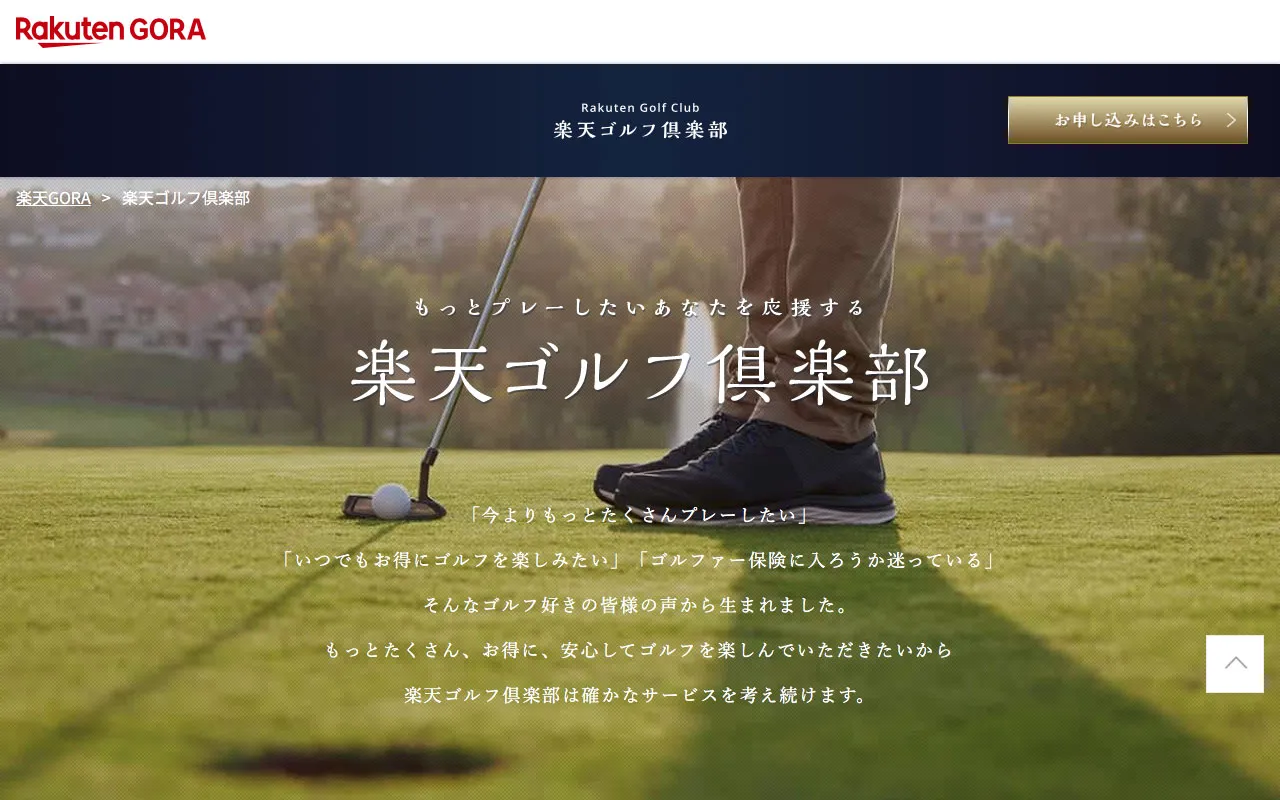 Rakuten GORA
Rakuten Golf Club
楽天ゴルフ倶楽部
お申し込みはこちら
楽天GORA > 楽天ゴルフ倶楽部
もっとプレーしたいあなたを応援する
楽天ゴルフ倶楽部
「今よりもっとたくさんプレーしたい」
「いつでもお得にゴルフを楽しみたい」「ゴルファー保険に入ろうか迷っている」
そんなゴルフ好きの皆様の声から生まれました。
もっとたくさん、お得に、安心してゴルフを楽しんでいただきたいから
楽天ゴルフ倶楽部は確かなサービスを考え続けます。